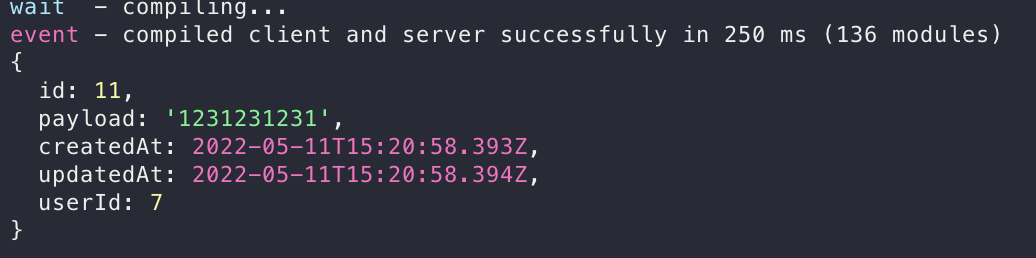 wait  - compiling...
event - compiled client and server successfully in 250 ms (136 modules)
{
  id: 11,
  payload: '1231231231',
  createdAt: 2022-05-11T15:20:58.393Z,
  updatedAt: 2022-05-11T15:20:58.394Z,
  userId: 7
}